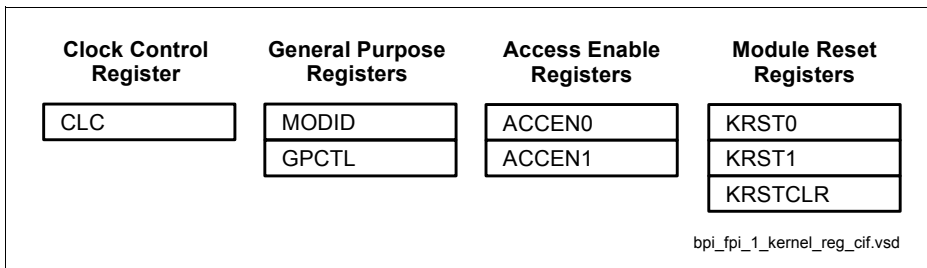 Clock Control
Register
CLC
General Purpose
Registers
MODID
GPCTL
Access Enable
Registers
ACCEN0
ACCEN1
Module Reset
Registers
KRST0
KRST1
KRSTCLR
bpi_fpi_1_kernel_reg_cif.vsd